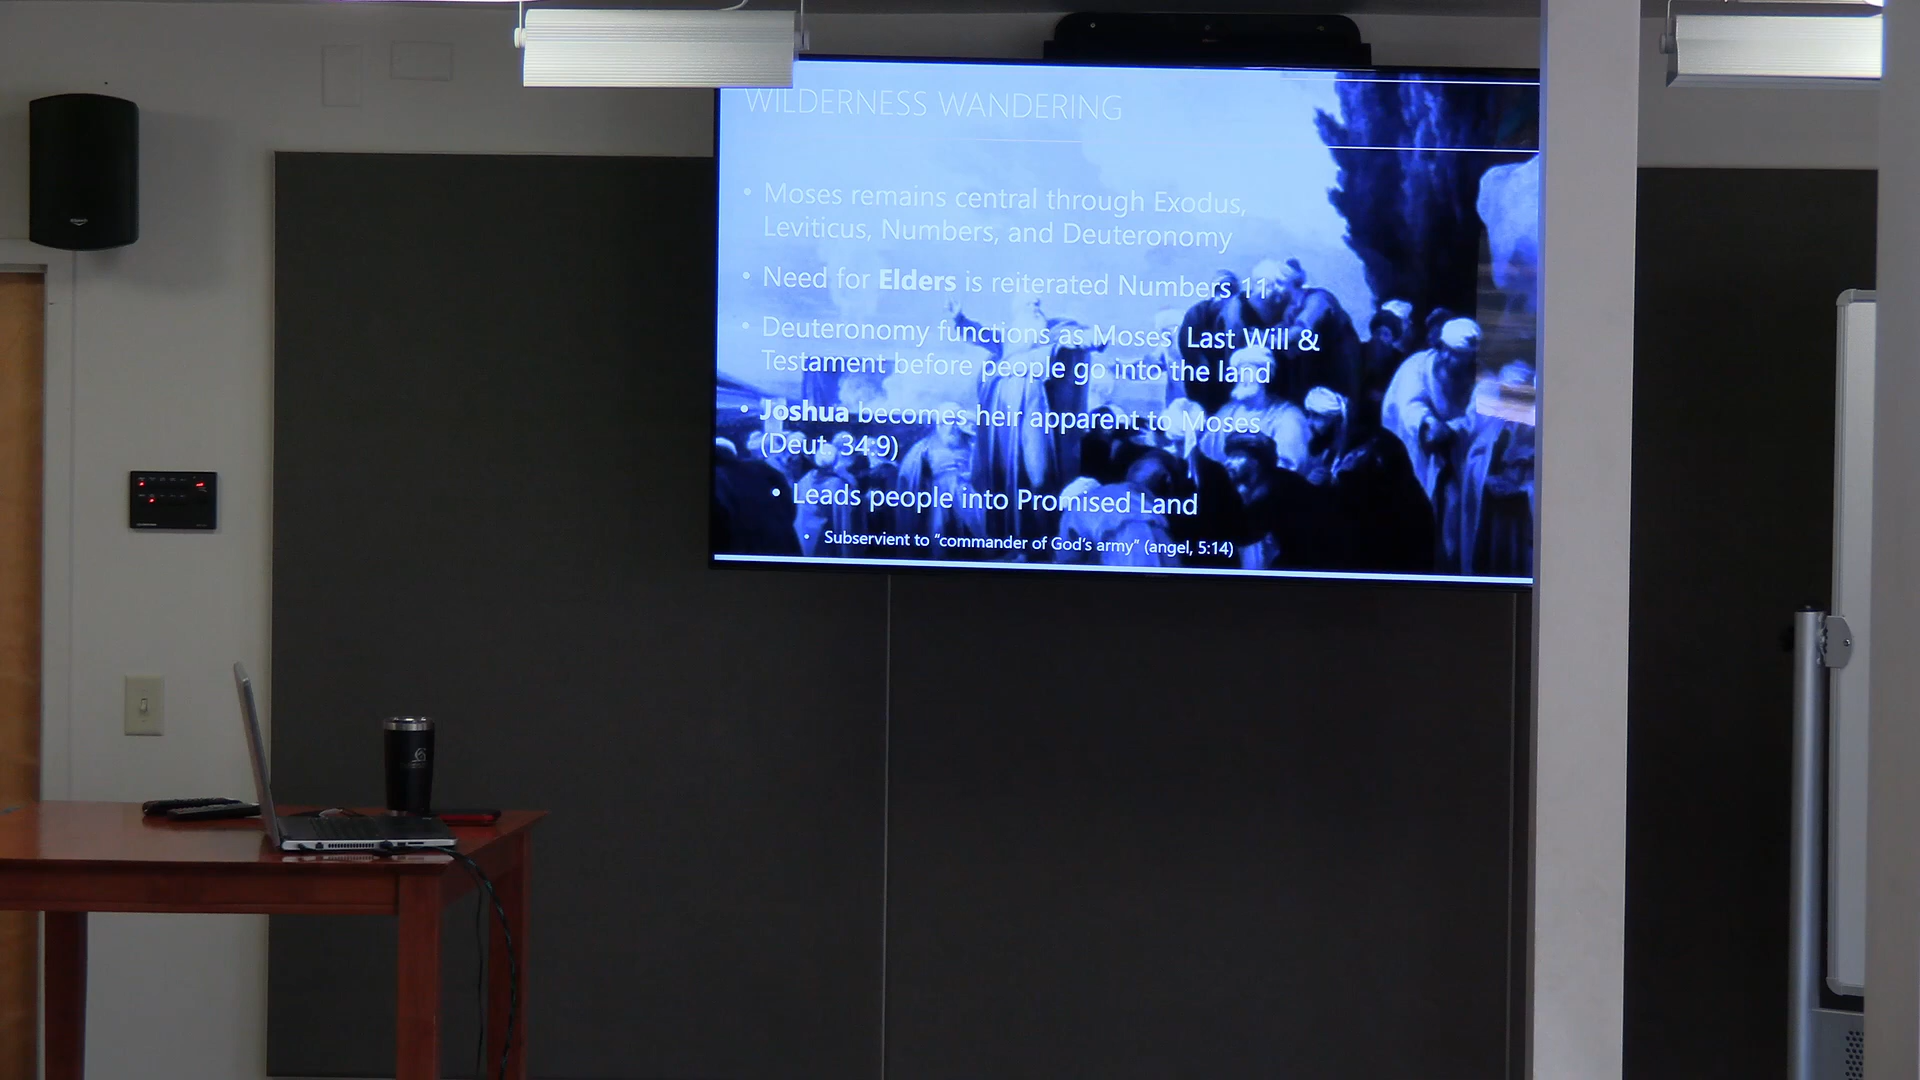 WILDERNESS WANDERING
• Moses remains central through Exodus,
Leviticus, Numbers, and Deuteronomy
• Need for Elders is reiterated Numbers 11
• Deuteronomy functions as Moses' Last Will &
Testament before people go into the land
• Joshua becomes heir apparent to Moses
(Deut. 34:9)
• Leads people into Promised Land
• Subservient to "commander of God's army" (angel, 5:14)